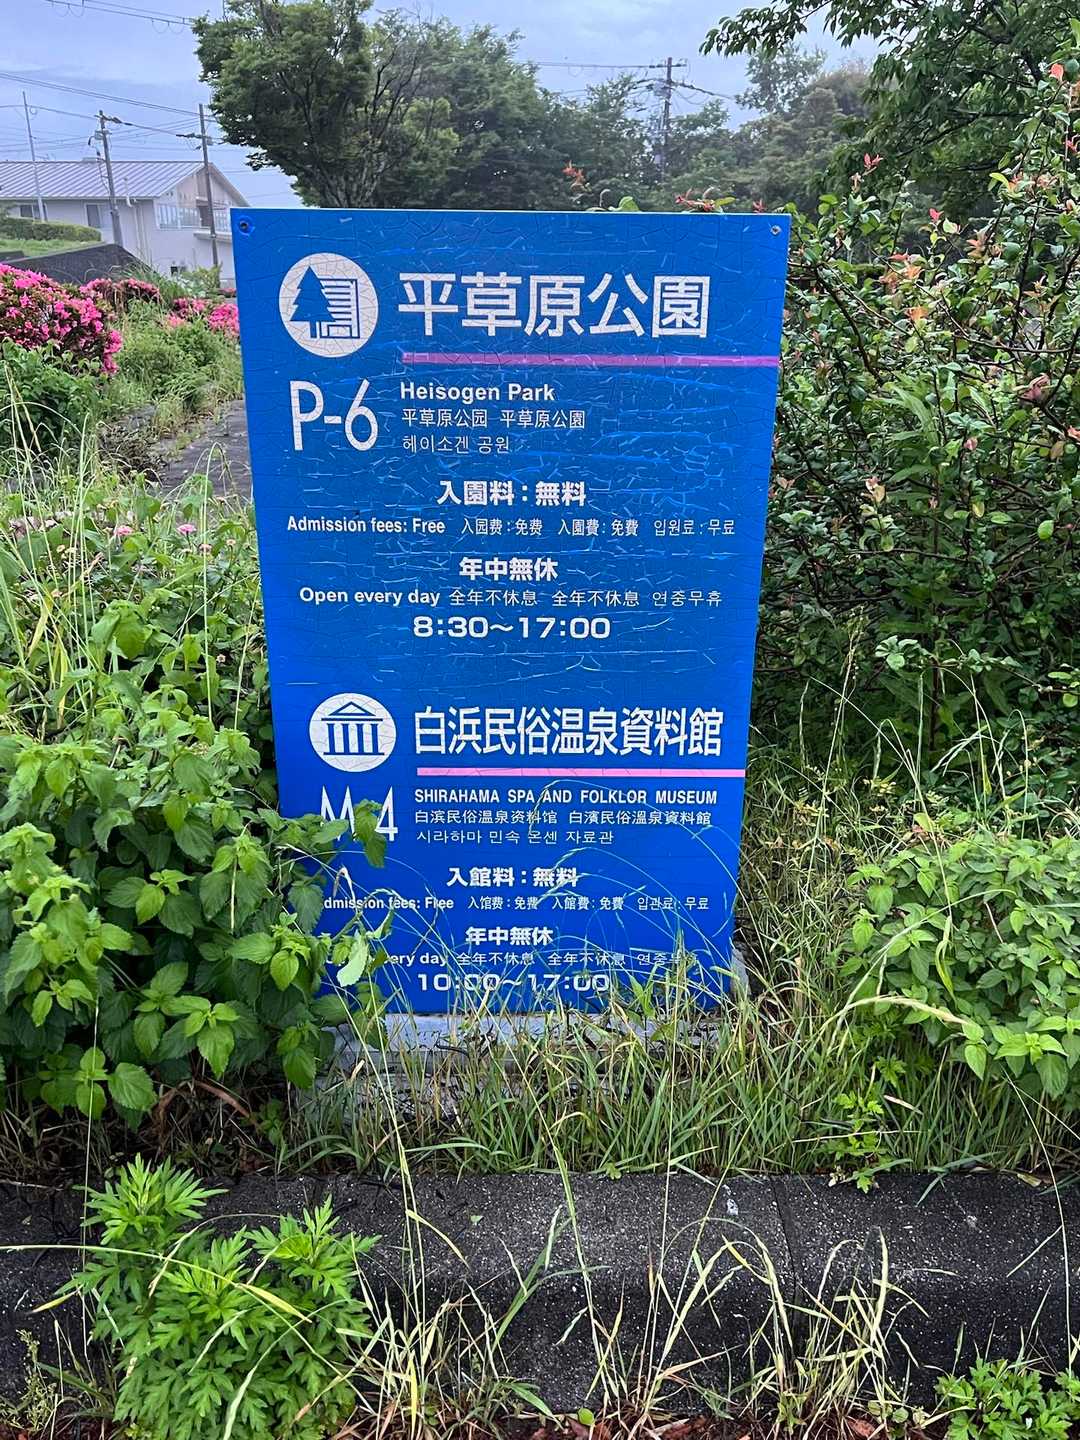 平草原公園
P-6
Heisogen Park
平草原公园 平草原公園
헤이소겐 공원
入園料：無料
Admission fees: Free 入园费：免费 入園費：免費 입원료 : 무료
年中無休
Open every day 全年不休息 全年不休息 연중무휴
8:30～17:00
白浜民俗温泉資料館
M-4
SHIRAHAMA SPA AND FOLKLOR MUSEUM
白滨民俗温泉资料馆 白濱民俗溫泉資料館
시라하마 민속 온센 자료관
入館料：無料
Admission fees: Free 入馆费：免费 入館費：免費 입관료 : 무료
年中無休
every day 全年不休息 全年不休息 연중무휴
10:00～17:00